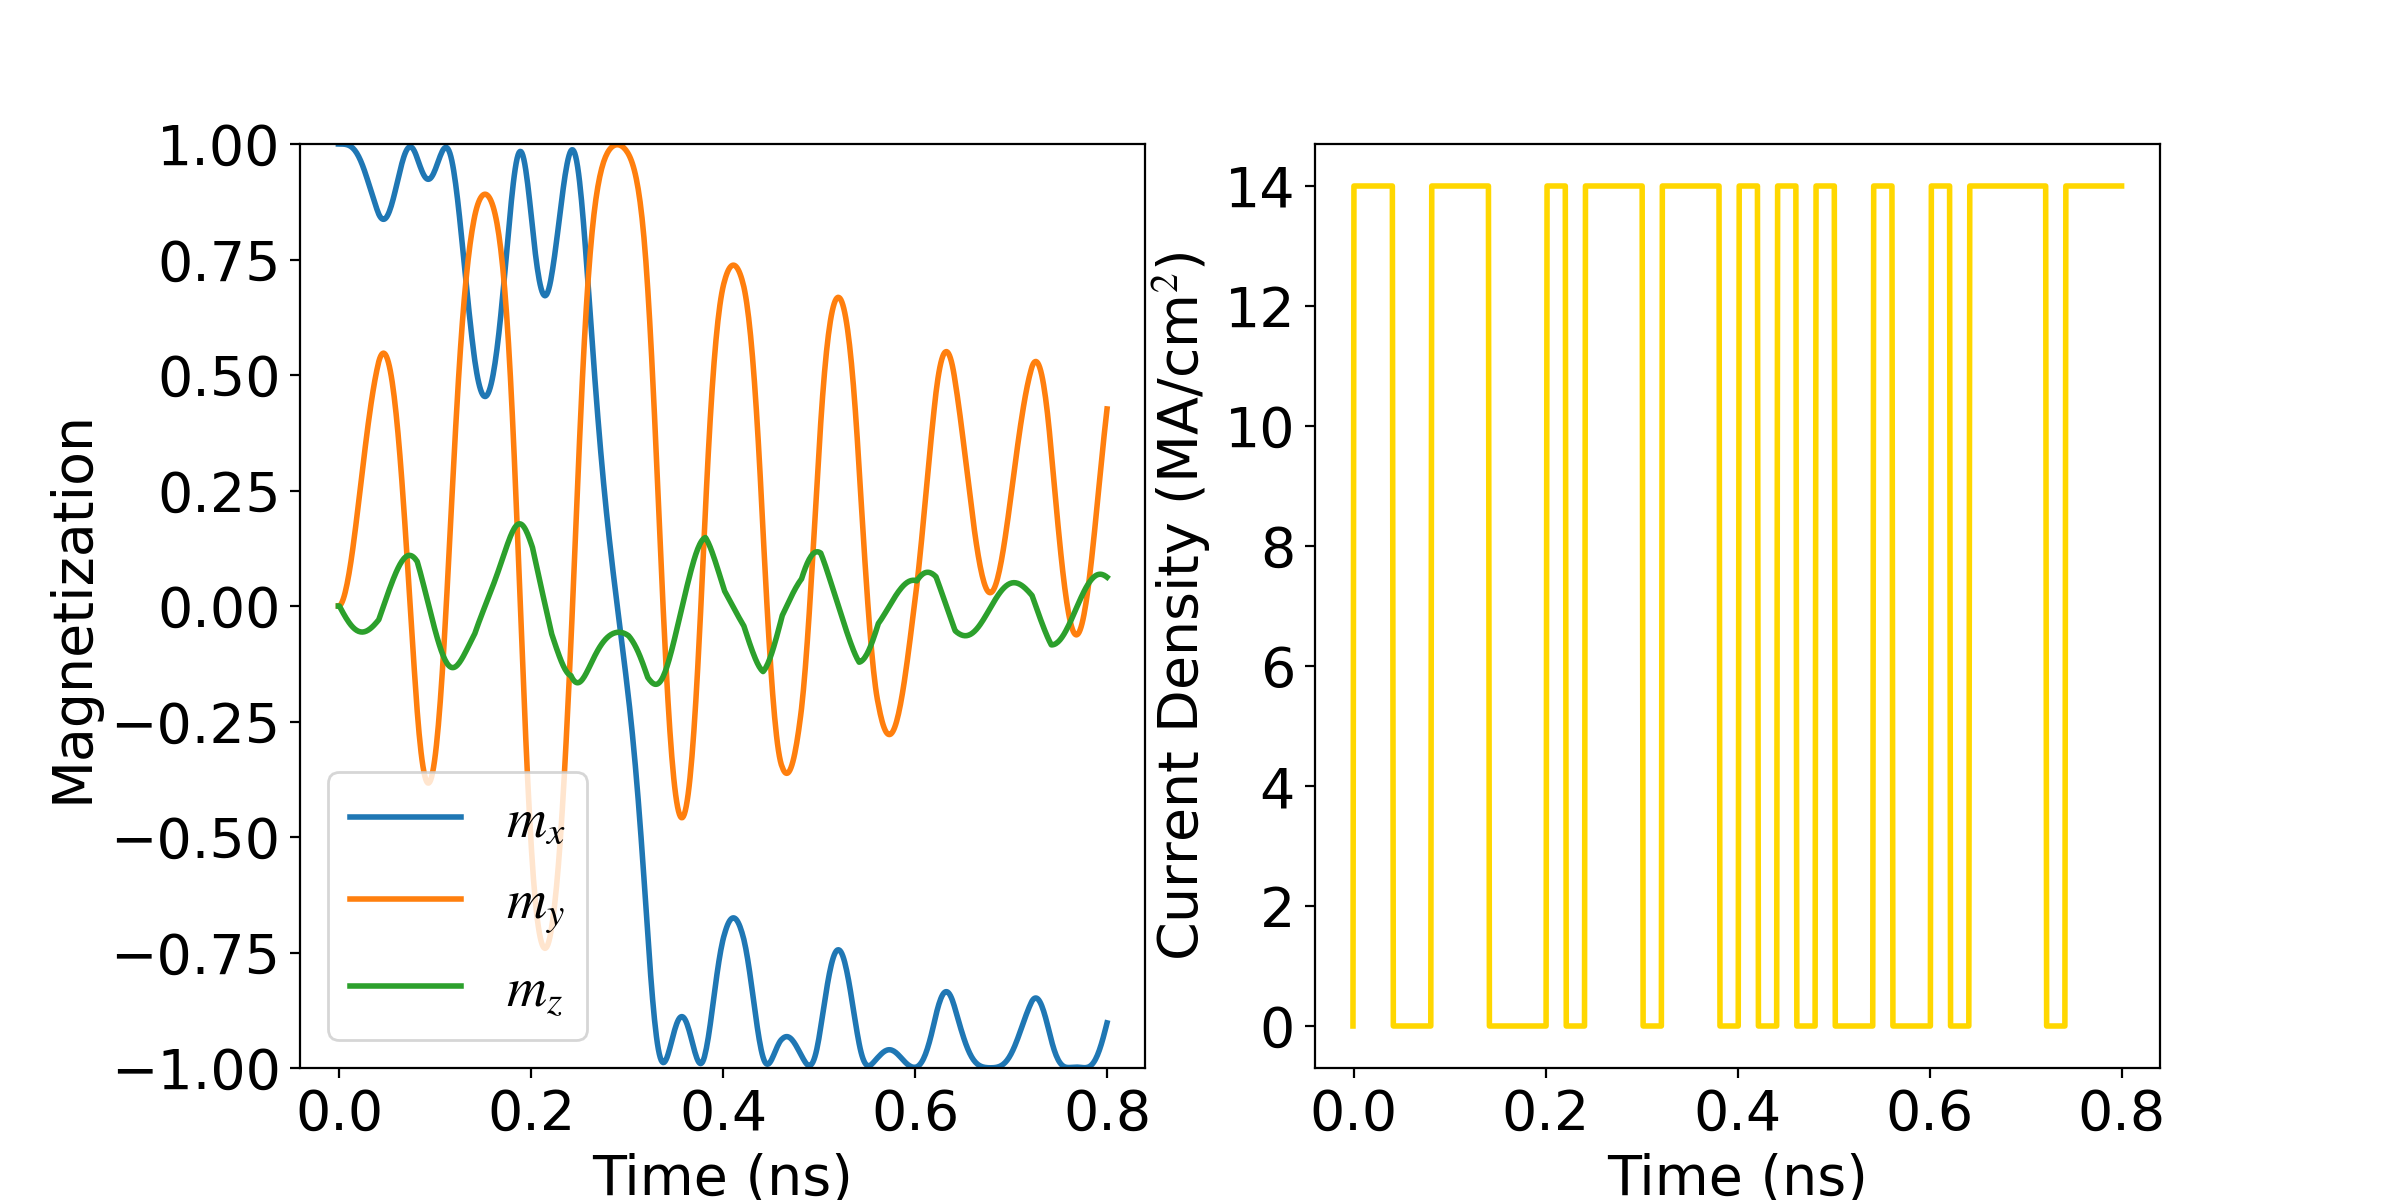 1.00
0.75
0.50
0.25
0.00
−0.25
−0.50
−0.75
−1.00
Magnetization
m_x
m_y
m_z
0.0 0.2 0.4 0.6 0.8
Time (ns)
14
12
10
8
6
4
2
0
Current Density (MA/cm²)
0.0 0.2 0.4 0.6 0.8
Time (ns)